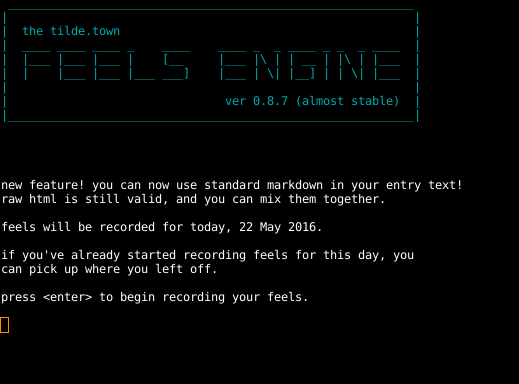 the tilde.town
FEELS ENGINE
ver 0.8.7 (almost stable)
new feature! you can now use standard markdown in your entry text!
raw html is still valid, and you can mix them together.
feels will be recorded for today, 22 May 2016.
if you've already started recording feels for this day, you
can pick up where you left off.
press <enter> to begin recording your feels.